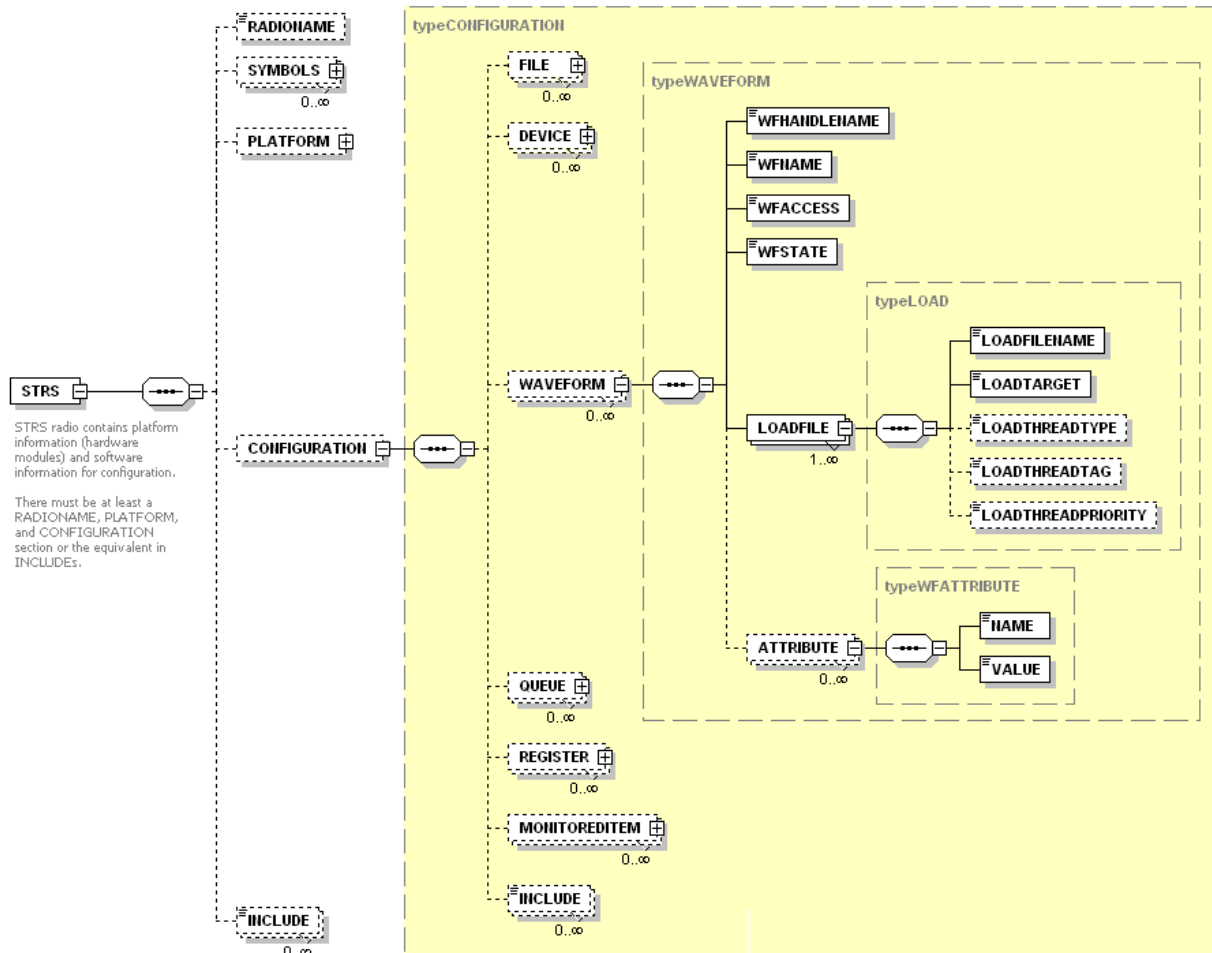 typeCONFIGURATION
RADIONAME
SYMBOLS
0..∞
PLATFORM
FILE
0..∞
DEVICE
0..∞
typeWAVEFORM
WFHANDLENAME
WFNAME
WFACCESS
WFSTATE
typeLOAD
LOADFILENAME
LOADTARGET
LOADTHREADTYPE
LOADTHREADTAG
LOADTHREADPRIORITY
STRS
STRS radio contains platform
information (hardware
modules) and software
information for configuration.
There must be at least a
RADIONAME, PLATFORM,
and CONFIGURATION
section or the equivalent in
INCLUDEs.
WAVEFORM
0..∞
LOADFILE
1..∞
CONFIGURATION
typeWFATTRIBUTE
NAME
VALUE
ATTRIBUTE
0..∞
QUEUE
0..∞
REGISTER
0..∞
MONITOREDITEM
0..∞
INCLUDE
0..∞
INCLUDE
0..∞